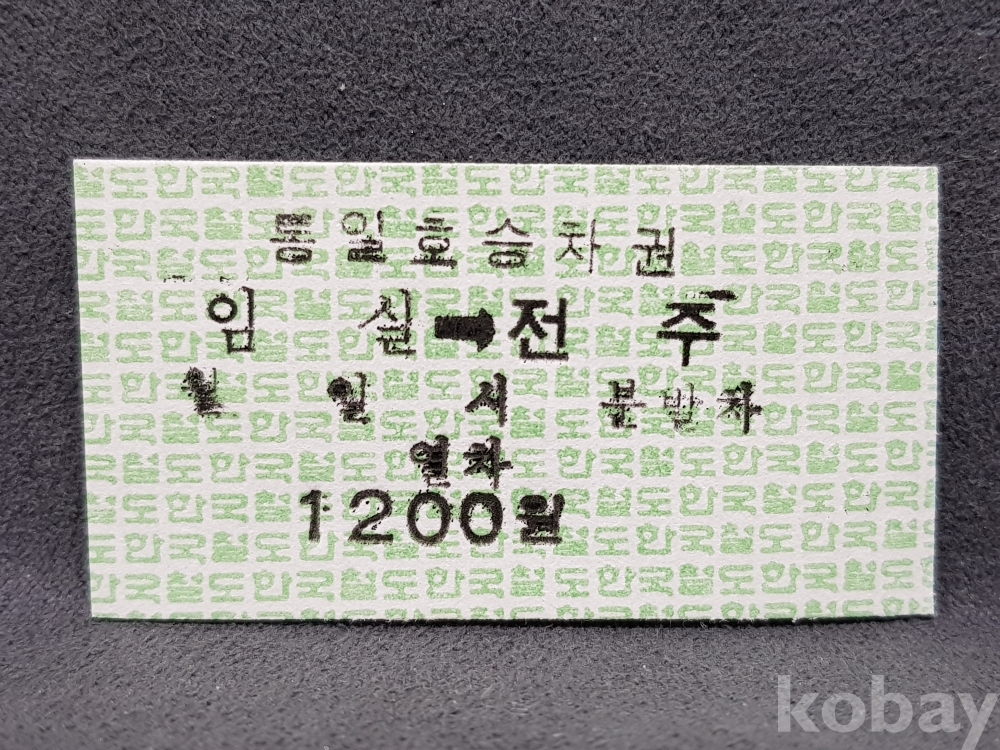 통일호승차권
임 실➡전 주
월 일 시 분발차
열차
1200원
kobay